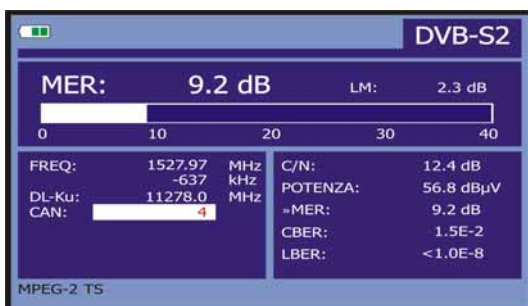 DVB-S2
MER: 9.2 dB LM: 2.3 dB
0 10 20 30 40
FREQ: 1527.97 MHz
-637 kHz
DL-Ku: 11278.0 MHz
CAN: 4
C/N: 12.4 dB
POTENZA: 56.8 dBµV
»MER: 9.2 dB
CBER: 1.5E-2
LBER: <1.0E-8
MPEG-2 TS